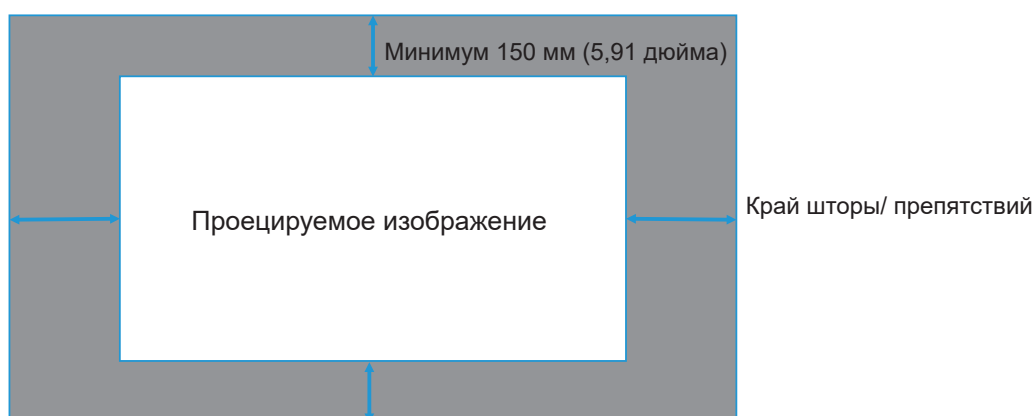 Минимум 150 мм (5,91 дюйма)
Край шторы/ препятствий
Проецируемое изображение